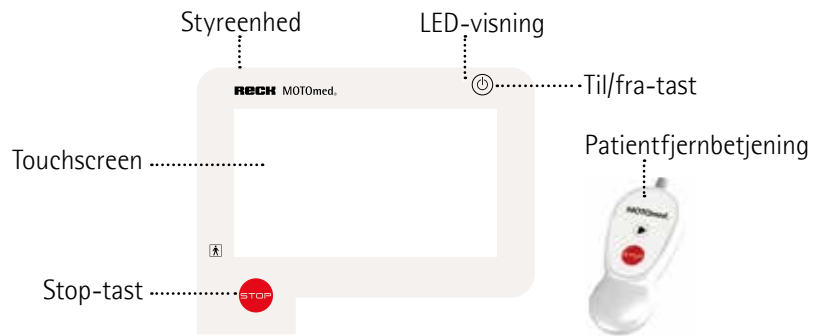 Styreenhed
LED-visning
RECK MOTOmed®
Til/fra-tast
Patientfjernbetjening
Touchscreen
MOTOmed
STOP
Stop-tast
STOP